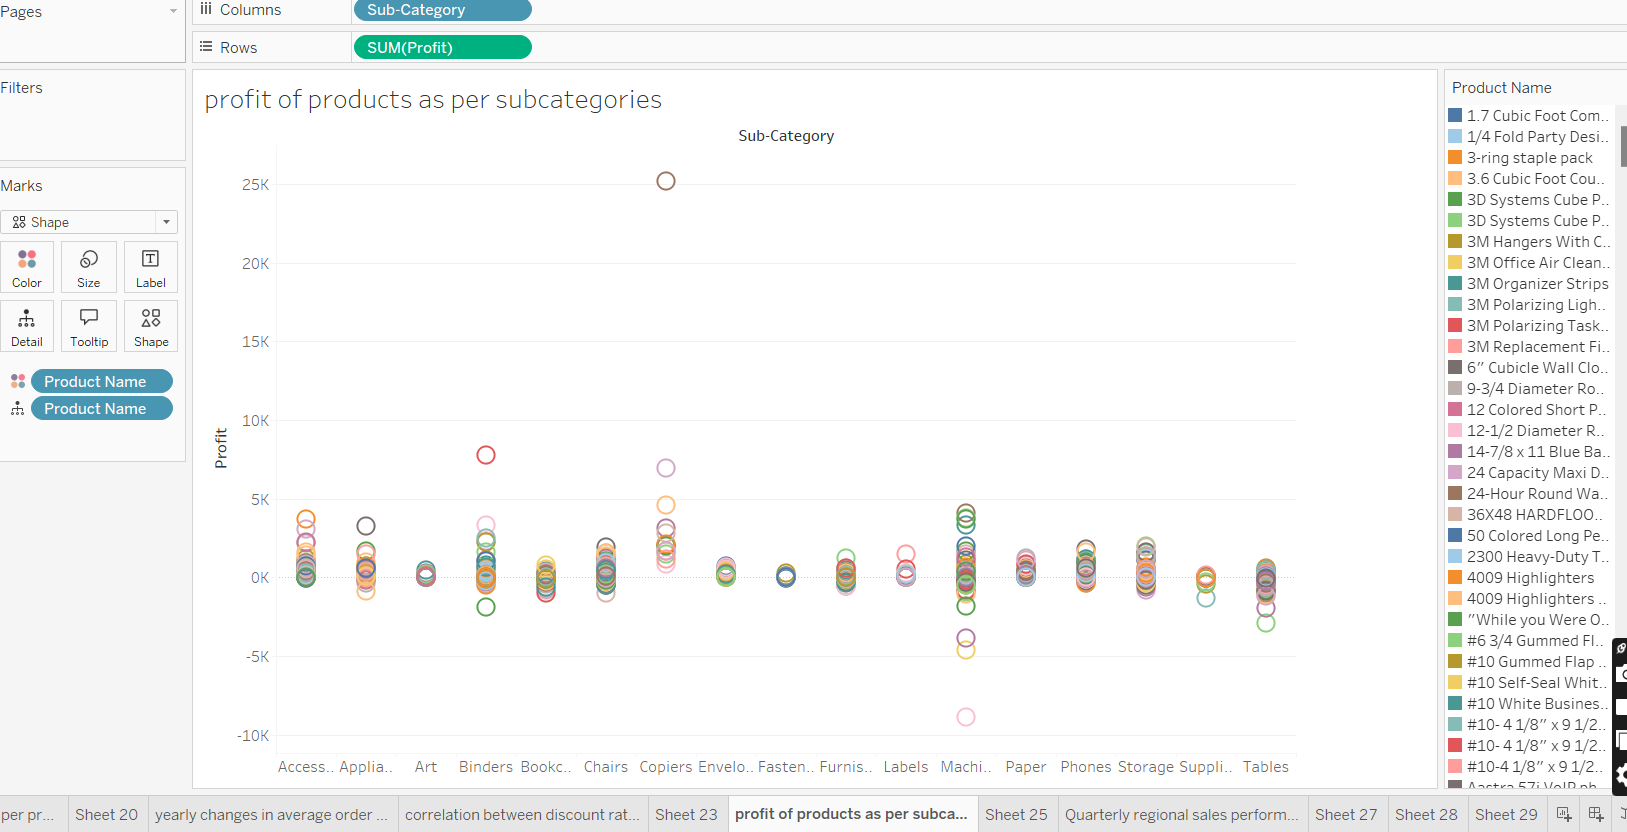 Pages
Columns
Sub-Category
Rows
SUM(Profit)
Filters
Marks
Shape
Color
Size
Label
Detail
Tooltip
Shape
Product Name
Product Name
profit of products as per subcategories
Sub-Category
Profit
25K
20K
15K
10K
5K
0K
-5K
-10K
Access..
Applia..
Art
Binders
Bookc..
Chairs
Copiers
Envelo..
Fasten..
Furnis..
Labels
Machi..
Paper
Phones
Storage
Suppli..
Tables
Product Name
1.7 Cubic Foot Com..
1/4 Fold Party Desi..
3-ring staple pack
3.6 Cubic Foot Cou..
3D Systems Cube P..
3D Systems Cube P..
3M Hangers With C..
3M Office Air Clean..
3M Organizer Strips
3M Polarizing Ligh..
3M Polarizing Task..
3M Replacement Fi..
6" Cubicle Wall Clo..
9-3/4 Diameter Ro..
12 Colored Short P..
12-1/2 Diameter R..
14-7/8 x 11 Blue Ba..
24 Capacity Maxi D..
24-Hour Round Wa..
36X48 HARDFLOO..
50 Colored Long Pe..
2300 Heavy-Duty T..
4009 Highlighters
4009 Highlighters ..
"While you Were O..
#6 3/4 Gummed Fl..
#10 Gummed Flap ..
#10 Self-Seal Whit..
#10 White Busines..
#10- 4 1/8" x 9 1/2..
#10- 4 1/8" x 9 1/2..
#10-4 1/8" x 9 1/2..
Aastra 57i VoIP ph..
per pr...
Sheet 20
yearly changes in average order ...
correlation between discount rat...
Sheet 23
profit of products as per subca...
Sheet 25
Quarterly regional sales perform...
Sheet 27
Sheet 28
Sheet 29